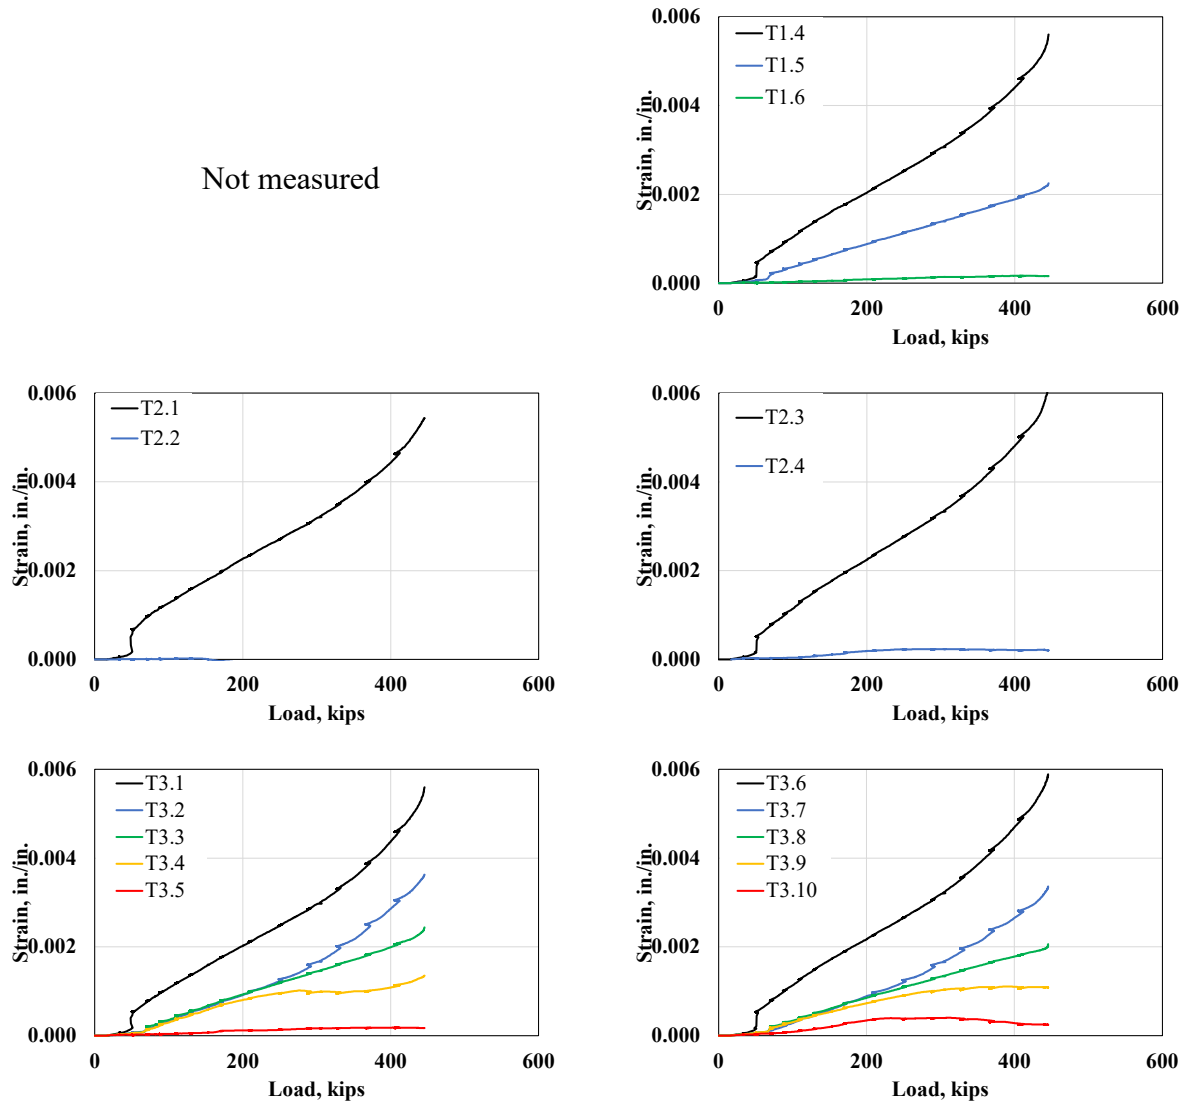 Not measured
0.006
0.004
0.002
0.000
Strain, in./in.
T1.4
T1.5
T1.6
0
200
400
600
Load, kips
0.006
0.004
0.002
0.000
Strain, in./in.
T2.1
T2.2
0
200
400
600
Load, kips
0.006
0.004
0.002
0.000
Strain, in./in.
T2.3
T2.4
0
200
400
600
Load, kips
0.006
0.004
0.002
0.000
Strain, in./in.
T3.1
T3.2
T3.3
T3.4
T3.5
0
200
400
600
Load, kips
0.006
0.004
0.002
0.000
Strain, in./in.
T3.6
T3.7
T3.8
T3.9
T3.10
0
200
400
600
Load, kips